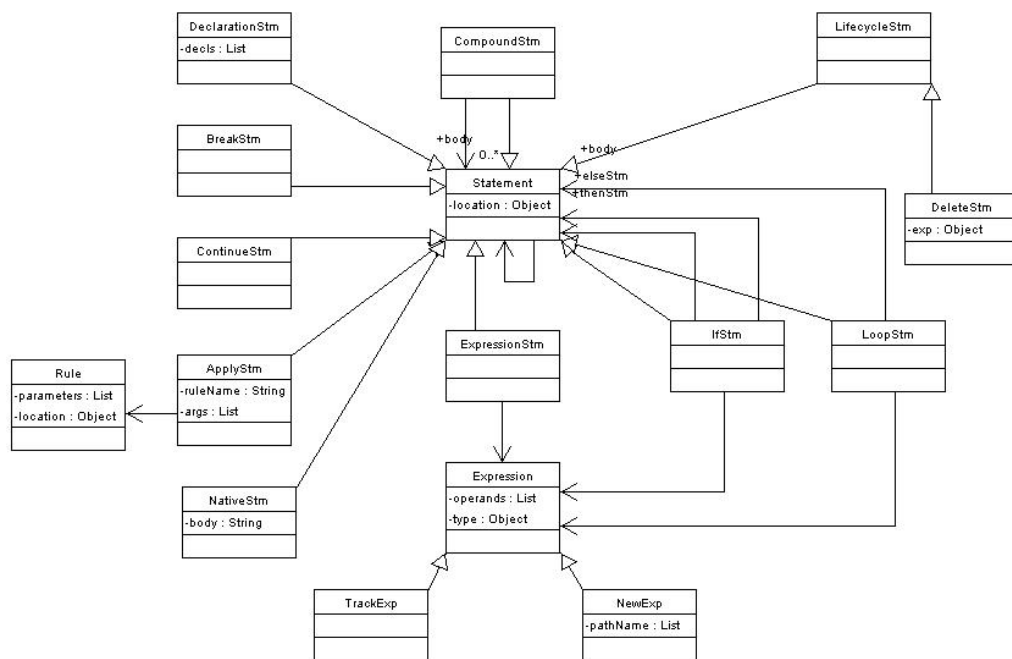 DeclarationStm
-decls : List
CompoundStm
LifecycleStm
BreakStm
+body
0..*
+body
Statement
-location : Object
+elseStm
+thenStm
DeleteStm
-exp : Object
ContinueStm
ExpressionStm
IfStm
LoopStm
Rule
-parameters : List
-location : Object
ApplyStm
-ruleName : String
-args : List
Expression
-operands : List
-type : Object
NativeStm
-body : String
TrackExp
NewExp
-pathName : List